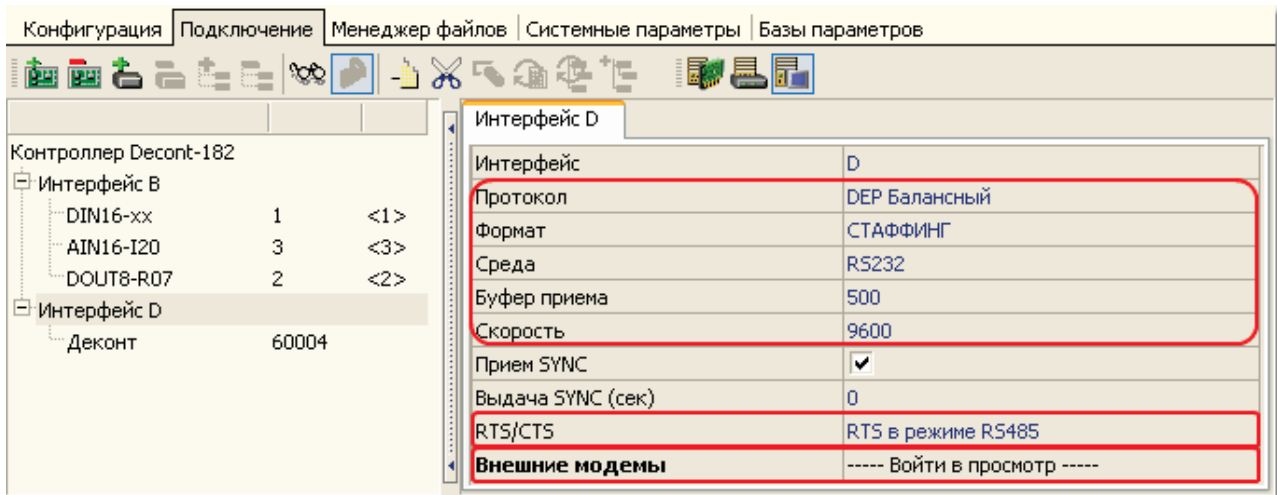 Конфигурация Подключение Менеджер файлов Системные параметры Базы параметров
Интерфейс D
Контроллер Decont-182
Интерфейс B
DIN16-xx 1 <1>
AIN16-I20 3 <3>
DOUT8-R07 2 <2>
Интерфейс D
Деконт 60004
Интерфейс D
Протокол DEP Балансный
Формат СТАФФИНГ
Среда RS232
Буфер приема 500
Скорость 9600
Прием SYNC
Выдача SYNC (сек) 0
RTS/CTS RTS в режиме RS485
Внешние модемы ----- Войти в просмотр -----